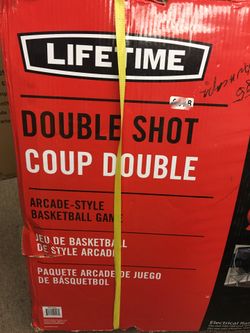 LIFETIME
DOUBLE SHOT
COUP DOUBLE
ARCADE-STYLE
BASKETBALL GAME
JEU DE BASKETBALL
DE STYLE ARCADE
PAQUETE ARCADE DE JUEGO
DE BÁSQUETBOL